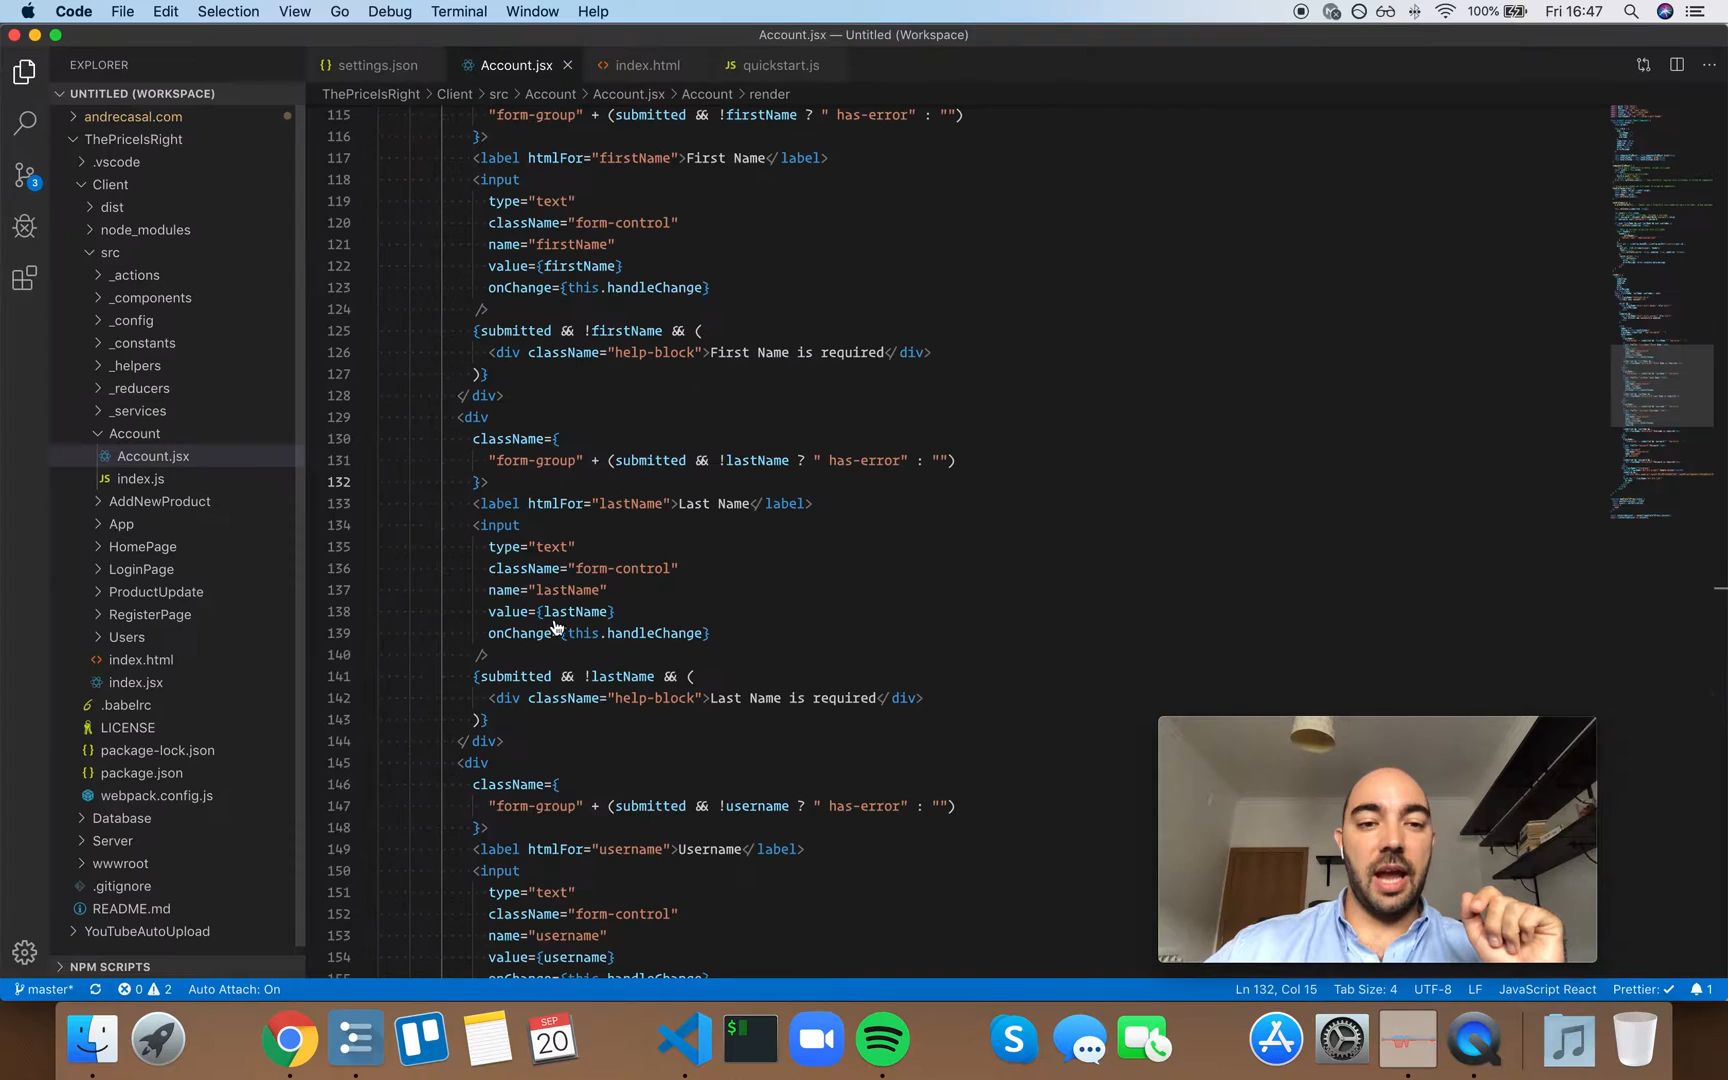 Code File Edit Selection View Go Debug Terminal Window Help 100% Fri 16:47
Account.jsx — Untitled (Workspace)
EXPLORER
UNTITLED (WORKSPACE)
andrecasal.com
ThePriceIsRight
.vscode
Client
dist
node_modules
src
_actions
_components
_config
_constants
_helpers
_reducers
_services
Account
Account.jsx
JS index.js
AddNewProduct
App
HomePage
LoginPage
ProductUpdate
RegisterPage
Users
<> index.html
index.jsx
.babelrc
LICENSE
{} package-lock.json
{} package.json
webpack.config.js
Database
Server
wwwroot
.gitignore
README.md
YouTubeAutoUpload
NPM SCRIPTS
3
{} settings.json Account.jsx <> index.html JS quickstart.js
ThePriceIsRight > Client > src > Account > Account.jsx > Account > render
115 "form-group" + (submitted && !firstName ? " has-error" : "")
116 }>
117 <label htmlFor="firstName">First Name</label>
118 <input
119 type="text"
120 className="form-control"
121 name="firstName"
122 value={firstName}
123 onChange={this.handleChange}
124 />
125 {submitted && !firstName && (
126 <div className="help-block">First Name is required</div>
127 )}
128 </div>
129 <div
130 className={
131 "form-group" + (submitted && !lastName ? " has-error" : "")
132 }>
133 <label htmlFor="lastName">Last Name</label>
134 <input
135 type="text"
136 className="form-control"
137 name="lastName"
138 value={lastName}
139 onChange={this.handleChange}
140 />
141 {submitted && !lastName && (
142 <div className="help-block">Last Name is required</div>
143 )}
144 </div>
145 <div
146 className={
147 "form-group" + (submitted && !username ? " has-error" : "")
148 }>
149 <label htmlFor="username">Username</label>
150 <input
151 type="text"
152 className="form-control"
153 name="username"
154 value={username}
155 onChange={this.handleChange}
master* 0 2 Auto Attach: On Ln 132, Col 15 Tab Size: 4 UTF-8 LF JavaScript React Prettier: ✓ 1
SEP
20
$